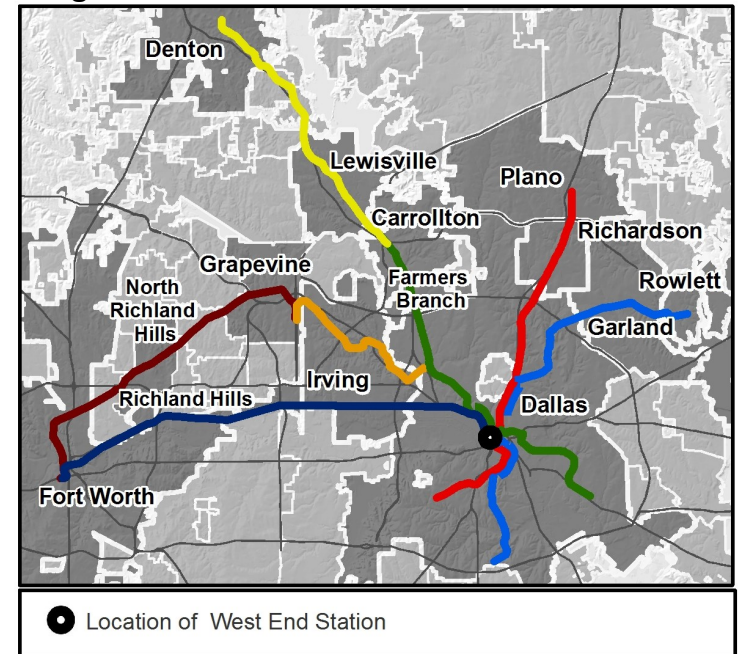 Denton
Lewisville
Plano
Carrollton
Richardson
Grapevine
Farmers
Branch
Rowlett
North
Richland
Hills
Garland
Irving
Richland Hills
Dallas
Fort Worth
Location of West End Station